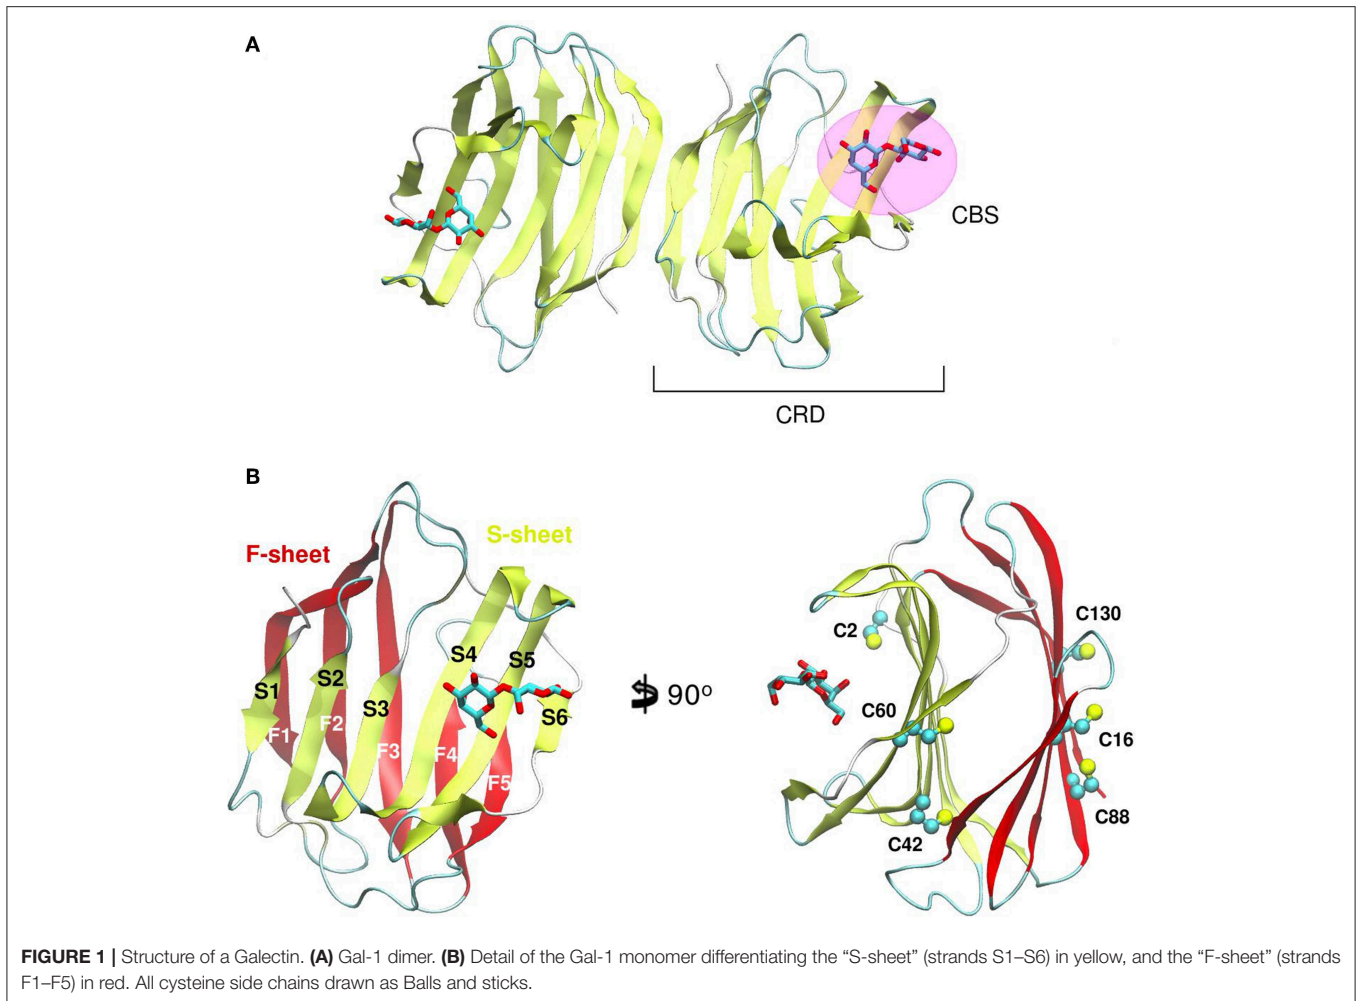 A
CBS
CRD
B
F-sheet
S-sheet
S1
S2
S3
S4
S5
S6
F1
F2
F3
F4
F5
90°
C2
C60
C42
C130
C16
C88
FIGURE 1 | Structure of a Galectin. (A) Gal-1 dimer. (B) Detail of the Gal-1 monomer differentiating the “S-sheet” (strands S1–S6) in yellow, and the “F-sheet” (strands
F1–F5) in red. All cysteine side chains drawn as Balls and sticks.